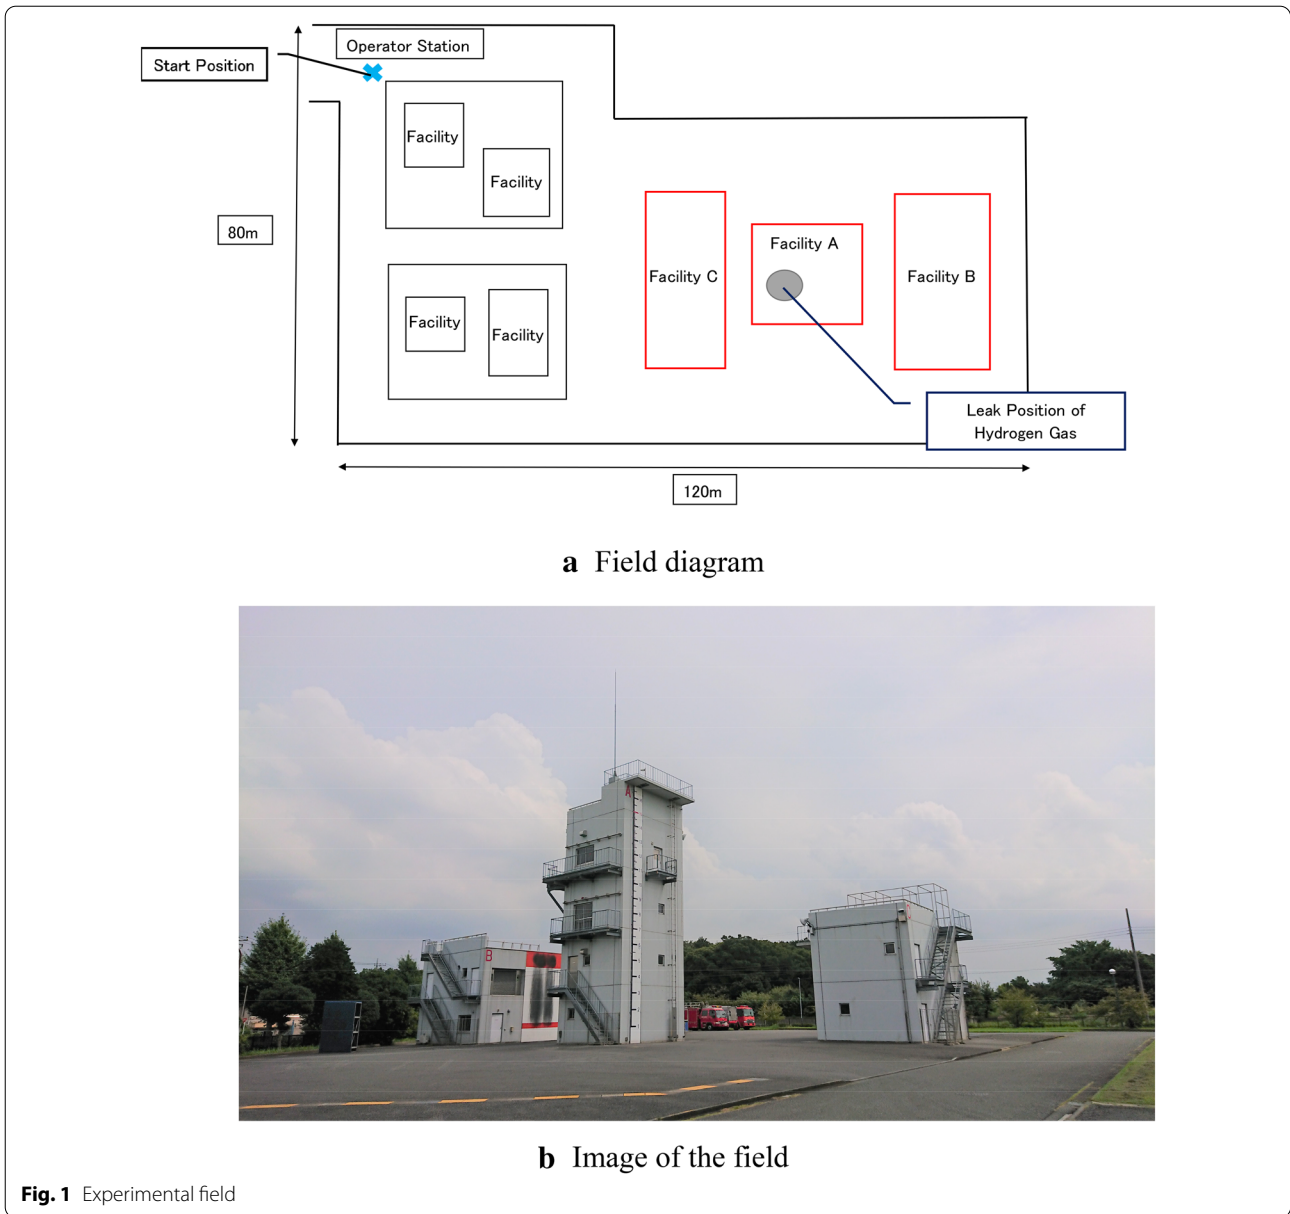 Operator Station
Start Position
Facility
Facility
80m
Facility A
Facility C
Facility B
Facility
Facility
Leak Position of
Hydrogen Gas
120m
a Field diagram
A
B
b Image of the field
Fig. 1 Experimental field